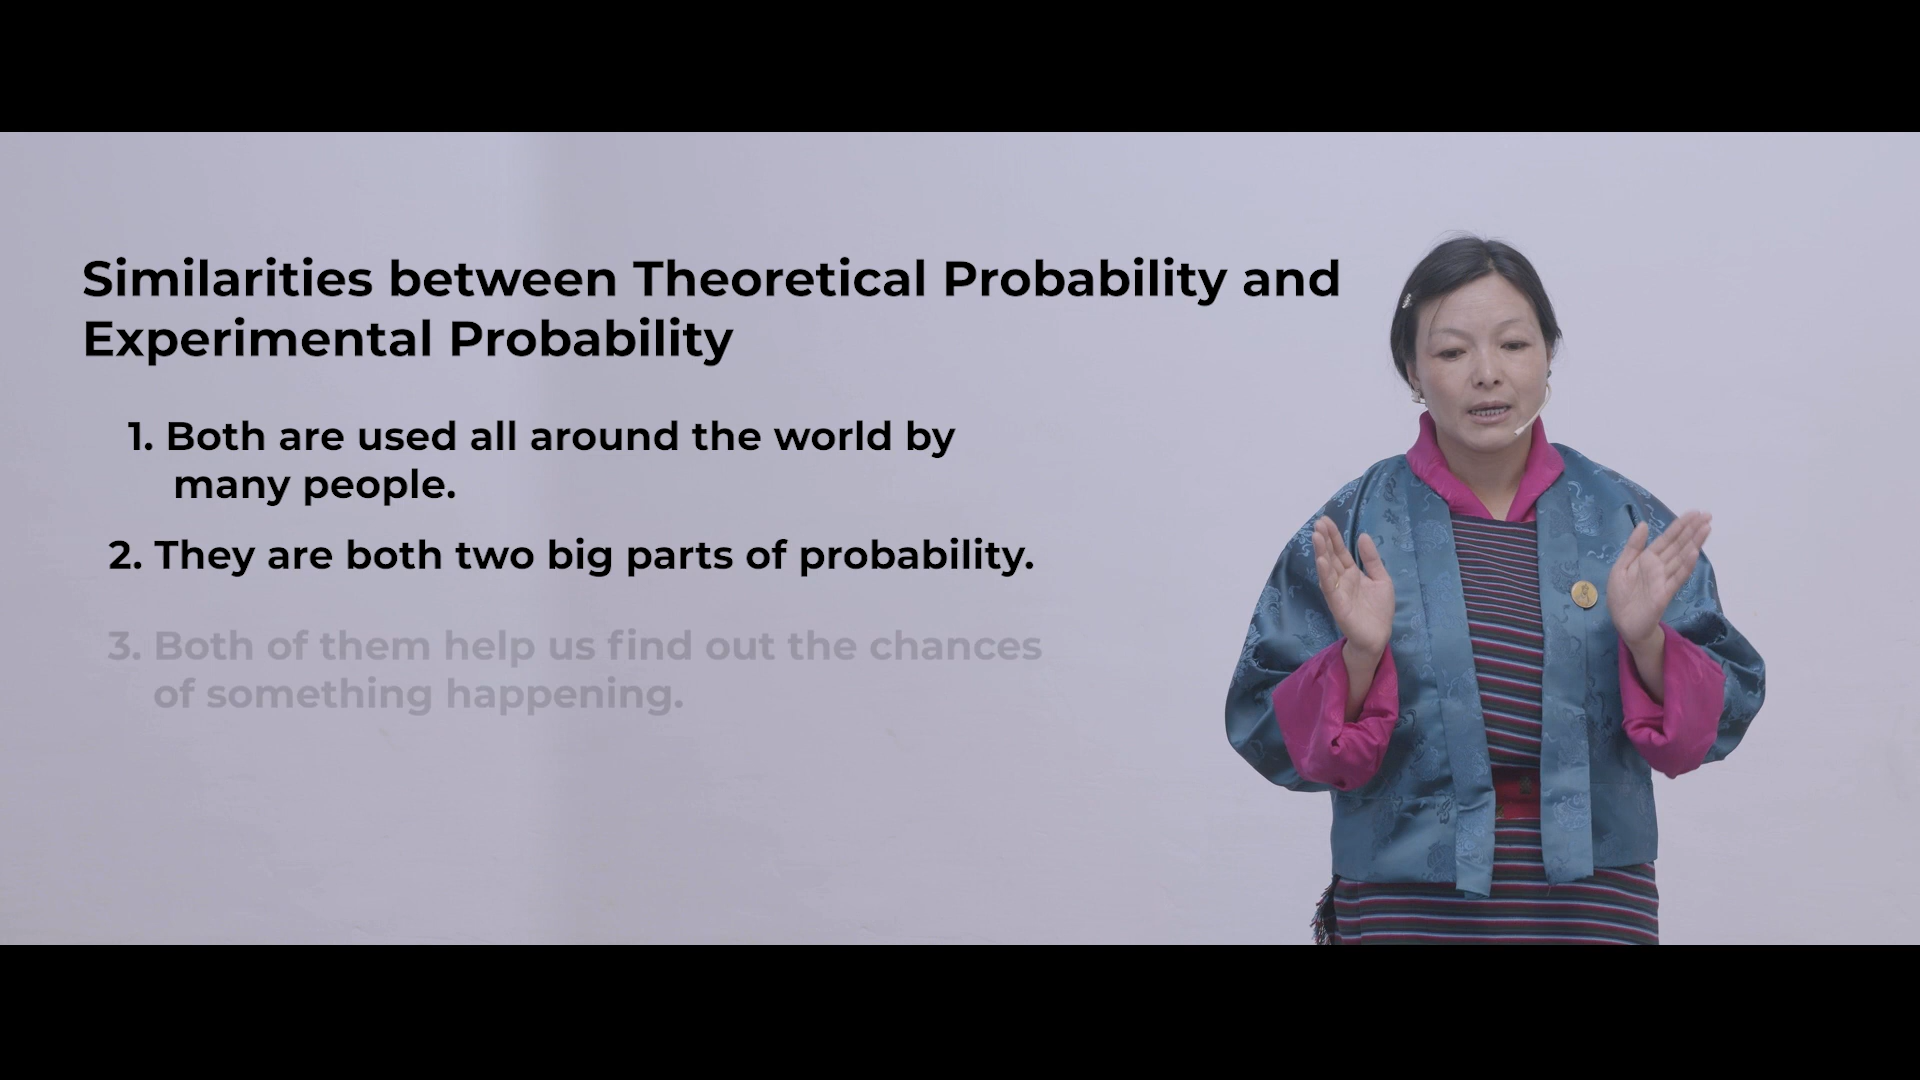 Similarities between Theoretical Probability and
Experimental Probability
1. Both are used all around the world by
many people.
2. They are both two big parts of probability.
3. Both of them help us find out the chances
of something happening.